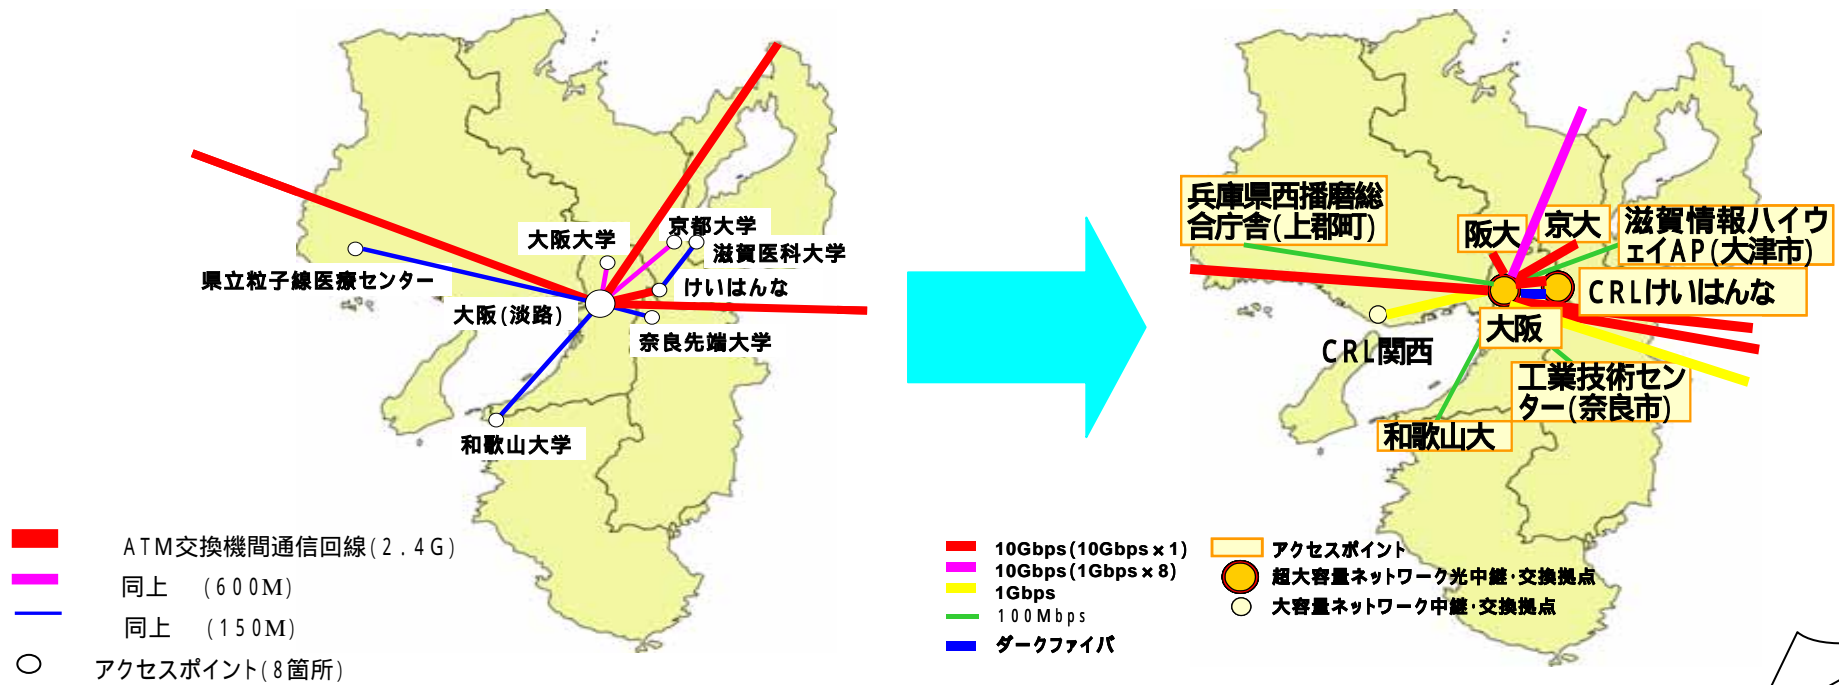 京都大学
大阪大学
滋賀医科大学
県立粒子線医療センター
けいはんな
大阪(淡路)
奈良先端大学
和歌山大学
ATM交換機間通信回線(2.4G)
同上 (600M)
同上 (150M)
アクセスポイント(8箇所)
兵庫県西播磨総
合庁舎(上郡町)
阪大
京大
滋賀情報ハイウ
ェイAP(大津市)
CRLけいはんな
大阪
CRL関西
工業技術セン
ター(奈良市)
和歌山大
10Gbps(10Gbps×1)
10Gbps(1Gbps×8)
1Gbps
100Mbps
ダークファイバ
アクセスポイント
超大容量ネットワーク光中継・交換拠点
大容量ネットワーク中継・交換拠点